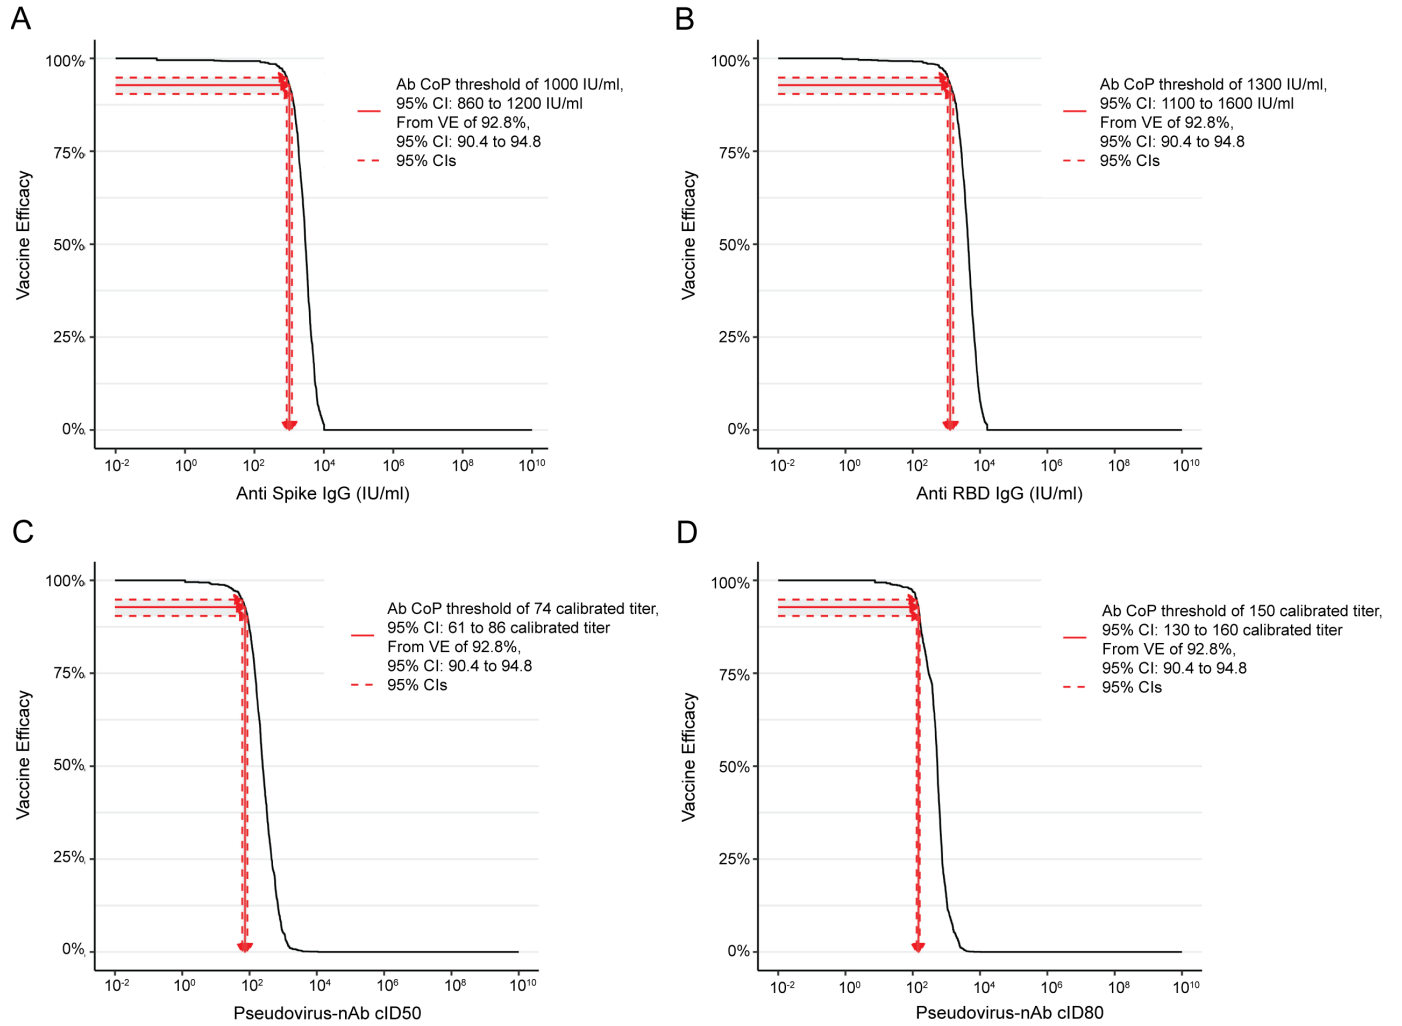 A
100%
75%
50%
25%
0%
Vaccine Efficacy
10-2 100 102 104 106 108 1010
Anti Spike IgG (IU/ml)
Ab CoP threshold of 1000 IU/ml,
95% CI: 860 to 1200 IU/ml
From VE of 92.8%,
95% CI: 90.4 to 94.8
95% CIs
B
100%
75%
50%
25%
0%
Vaccine Efficacy
10-2 100 102 104 106 108 1010
Anti RBD IgG (IU/ml)
Ab CoP threshold of 1300 IU/ml,
95% CI: 1100 to 1600 IU/ml
From VE of 92.8%,
95% CI: 90.4 to 94.8
95% CIs
C
100%
75%
50%
25%
0%
Vaccine Efficacy
10-2 100 102 104 106 108 1010
Pseudovirus-nAb cID50
Ab CoP threshold of 74 calibrated titer,
95% CI: 61 to 86 calibrated titer
From VE of 92.8%,
95% CI: 90.4 to 94.8
95% CIs
D
100%
75%
50%
25%
0%
Vaccine Efficacy
10-2 100 102 104 106 108 1010
Pseudovirus-nAb cID80
Ab CoP threshold of 150 calibrated titer,
95% CI: 130 to 160 calibrated titer
From VE of 92.8%,
95% CI: 90.4 to 94.8
95% CIs